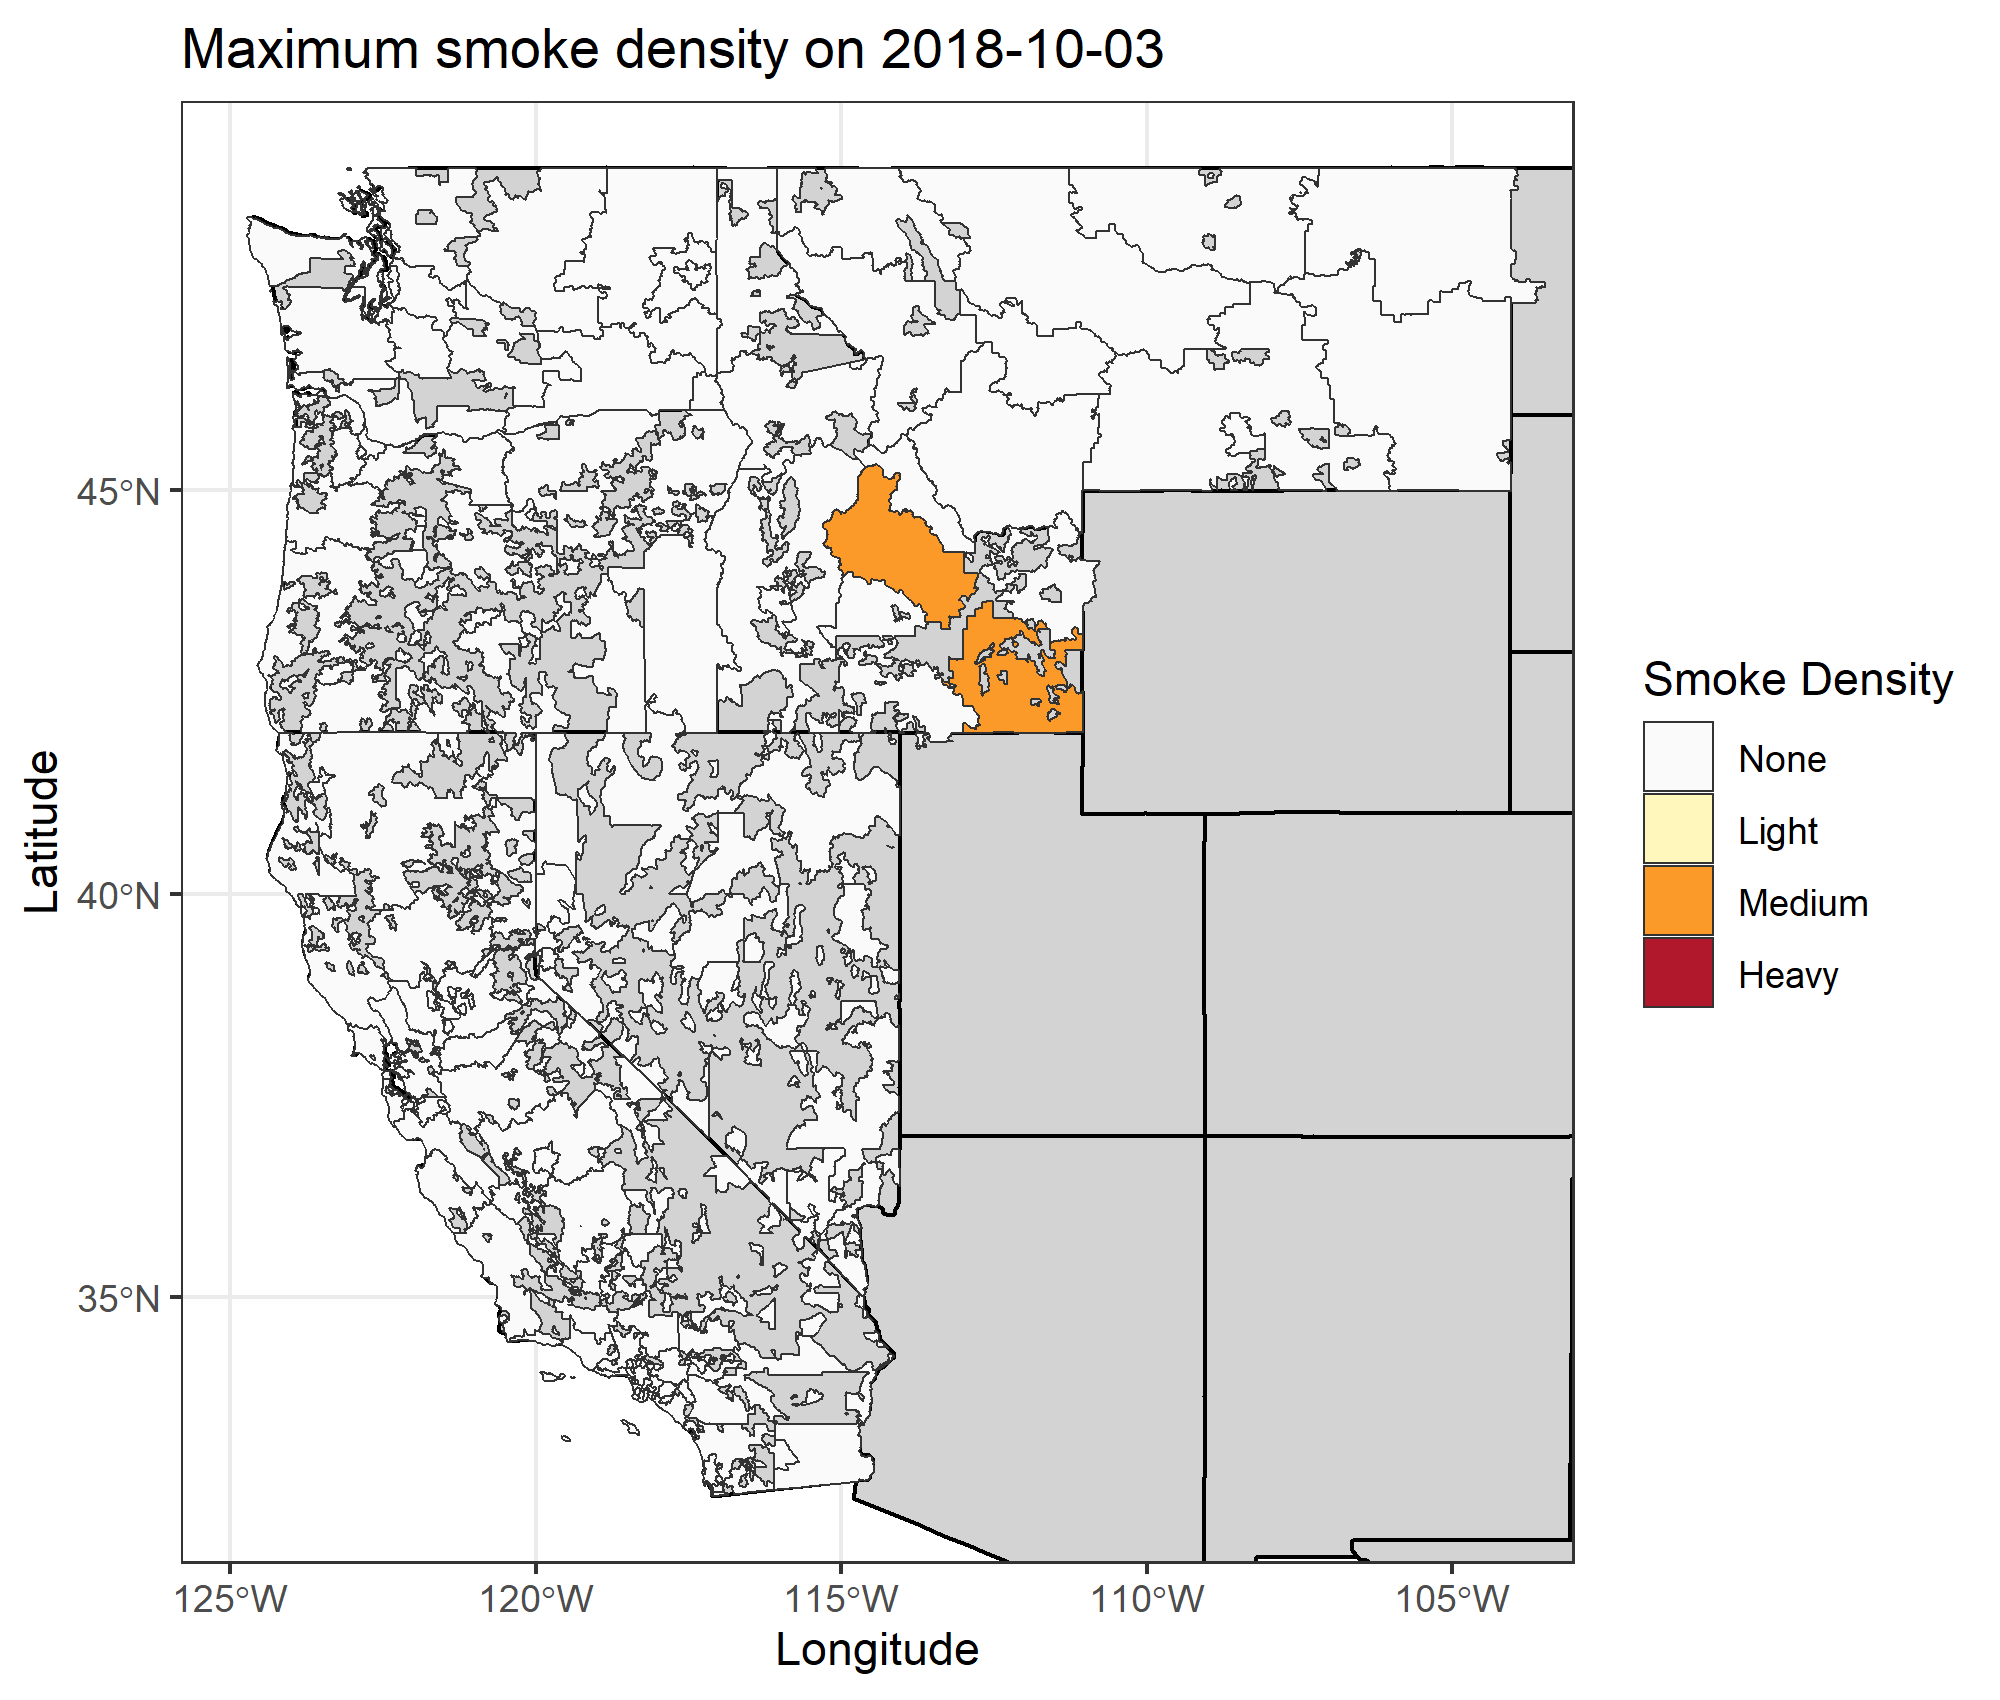 Maximum smoke density on 2018-10-03
45°N
40°N
35°N
Latitude
125°W 120°W 115°W 110°W 105°W
Longitude
Smoke Density
None
Light
Medium
Heavy